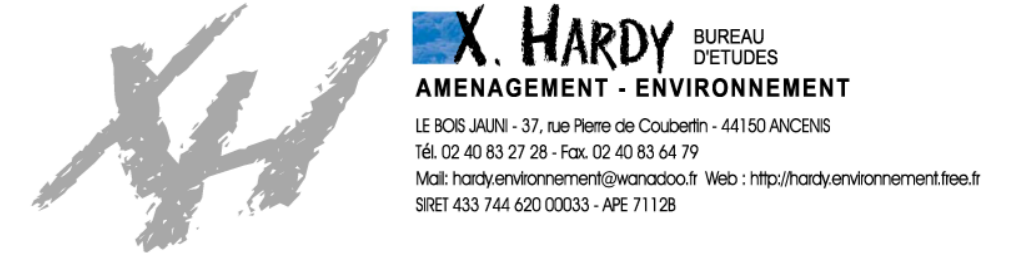 X. HARDY BUREAU D'ETUDES
AMENAGEMENT - ENVIRONNEMENT
LE BOIS JAUNI - 37, rue Pierre de Coubertin - 44150 ANCENIS
Tél. 02 40 83 27 28 - Fax. 02 40 83 64 79
Mail: hardy.environnement@wanadoo.fr Web : http://hardy.environnement.free.fr
SIRET 433 744 620 00033 - APE 7112B